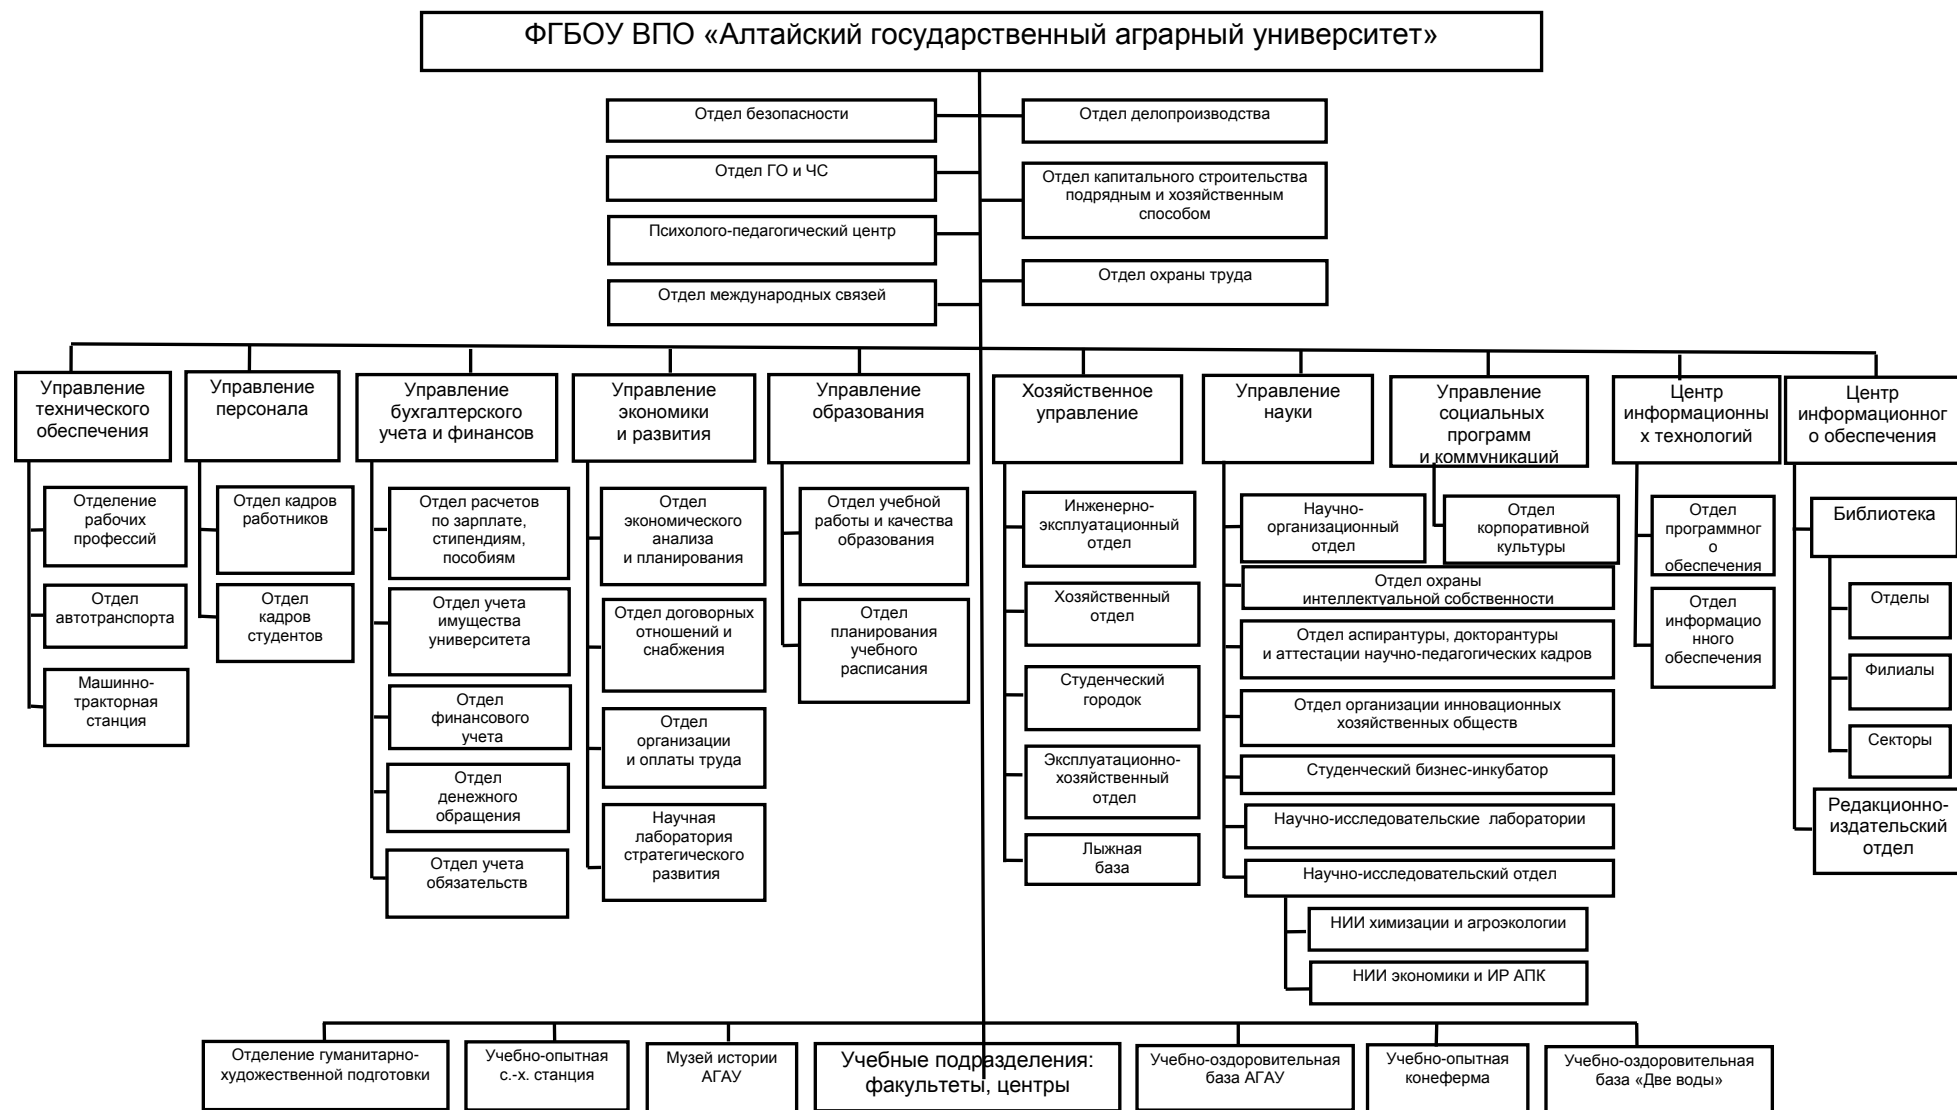 ФГБОУ ВПО «Алтайский государственный аграрный университет»
Отдел безопасности
Отдел делопроизводства
Отдел ГО и ЧС
Отдел капитального строительства
подрядным и хозяйственным
способом
Психолого-педагогический центр
Отдел охраны труда
Отдел международных связей
Управление
технического
обеспечения
Управление
персонала
Управление
бухгалтерского
учета и финансов
Управление
экономики
и развития
Управление
образования
Хозяйственное
управление
Управление
науки
Управление
социальных
программ
и коммуникаций
Центр
информационны
х технологий
Центр
информационног
о обеспечения
Отделение
рабочих
профессий
Отдел
автотранспорта
Машинно-
тракторная
станция
Отдел кадров
работников
Отдел
кадров
студентов
Отдел расчетов
по зарплате,
стипендиям,
пособиям
Отдел учета
имущества
университета
Отдел
финансового
учета
Отдел
денежного
обращения
Отдел учета
обязательств
Отдел
экономического
анализа
и планирования
Отдел договорных
отношений и
снабжения
Отдел
организации
и оплаты труда
Научная
лаборатория
стратегического
развития
Отдел учебной
работы и качества
образования
Отдел
планирования
учебного
расписания
Инженерно-
эксплуатационный
отдел
Хозяйственный
отдел
Студенческий
городок
Эксплуатационно-
хозяйственный
отдел
Лыжная
база
Научно-
организационный
отдел
Отдел охраны
интеллектуальной собственности
Отдел аспирантуры, докторантуры
и аттестации научно-педагогических кадров
Отдел организации инновационных
хозяйственных обществ
Студенческий бизнес-инкубатор
Научно-исследовательские лаборатории
Научно-исследовательский отдел
НИИ химизации и агроэкологии
НИИ экономики и ИР АПК
Отдел
корпоративной
культуры
Отдел
программног
о
обеспечения
Отдел
информацио
нного
обеспечения
Библиотека
Отделы
Филиалы
Секторы
Редакционно-
издательский
отдел
Отделение гуманитарно-
художественной подготовки
Учебно-опытная
с.-х. станция
Музей истории
АГАУ
Учебные подразделения:
факультеты, центры
Учебно-оздоровительная
база АГАУ
Учебно-опытная
конеферма
Учебно-оздоровительная
база «Две воды»